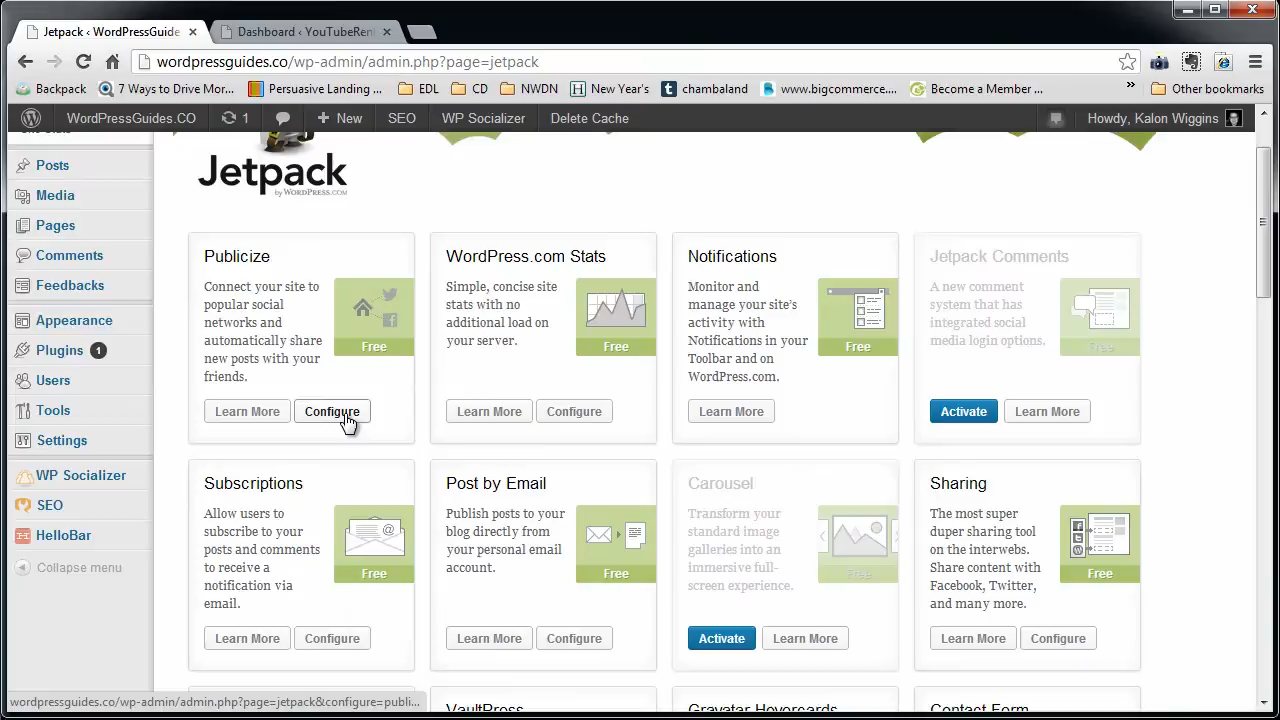 Jetpack ‹ WordPressGuide
Dashboard ‹ YouTubeRen
wordpressguides.co/wp-admin/admin.php?page=jetpack
Backpack
7 Ways to Drive Mor...
Persuasive Landing ...
EDL
CD
NWDN
New Year's
chambaland
www.bigcommerce....
Become a Member ...
»
Other bookmarks
WordPressGuides.CO
1
New
SEO
WP Socializer
Delete Cache
Howdy, Kalon Wiggins
Posts
Media
Pages
Comments
Feedbacks
Appearance
Plugins 1
Users
Tools
Settings
WP Socializer
SEO
HelloBar
Collapse menu
Jetpack
by WORDPRESS.COM
Publicize
Connect your site to
popular social
networks and
automatically share
new posts with your
friends.
Free
Learn More
Configure
WordPress.com Stats
Simple, concise site
stats with no
additional load on
your server.
Free
Learn More
Configure
Notifications
Monitor and
manage your site's
activity with
Notifications in your
Toolbar and on
WordPress.com.
Free
Learn More
Jetpack Comments
A new comment
system that has
integrated social
media login options.
Free
Activate
Learn More
Subscriptions
Allow users to
subscribe to your
posts and comments
to receive a
notification via
email.
Free
Learn More
Configure
Post by Email
Publish posts to your
blog directly from
your personal email
account.
Free
Learn More
Configure
Carousel
Transform your
standard image
galleries into an
immersive full-
screen experience.
Free
Activate
Learn More
Sharing
The most super
duper sharing tool
on the interwebs.
Share content with
Facebook, Twitter,
and many more.
Free
Learn More
Configure
VaultPress
Gravatar Hovercards
Contact Form
wordpressguides.co/wp-admin/admin.php?page=jetpack&configure=publi...